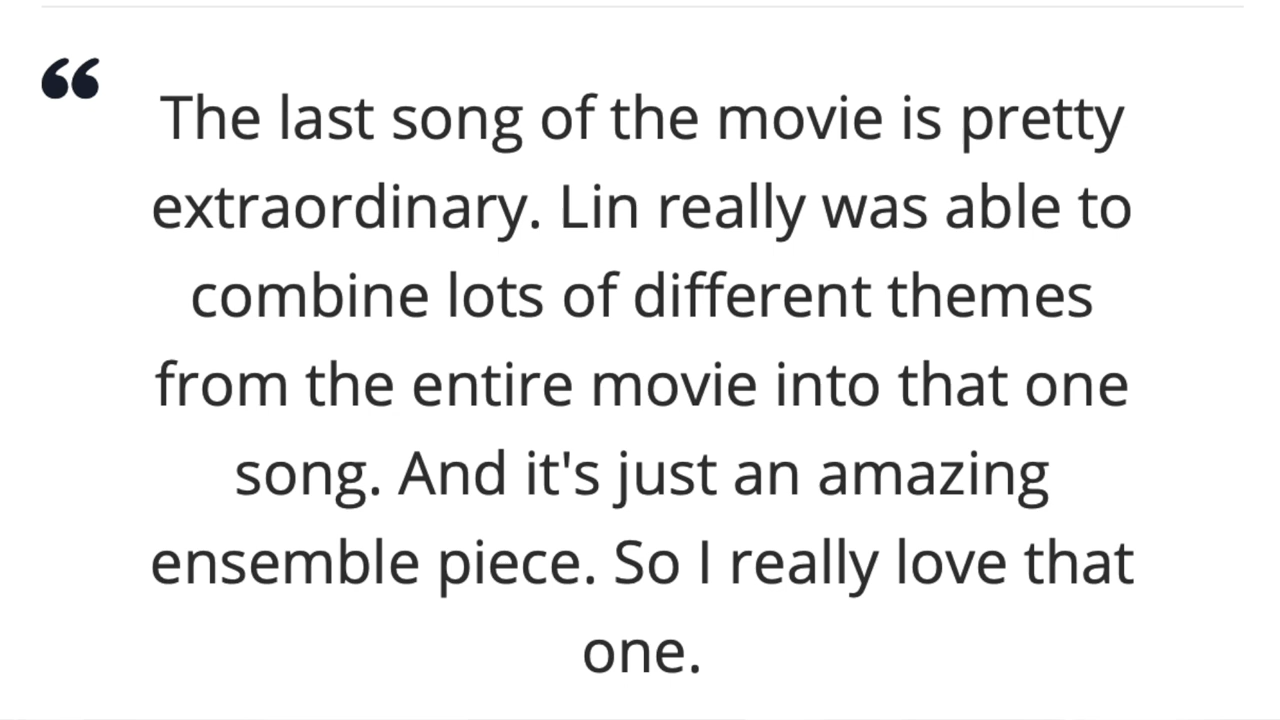 “
The last song of the movie is pretty
extraordinary. Lin really was able to
combine lots of different themes
from the entire movie into that one
song. And it's just an amazing
ensemble piece. So I really love that
one.